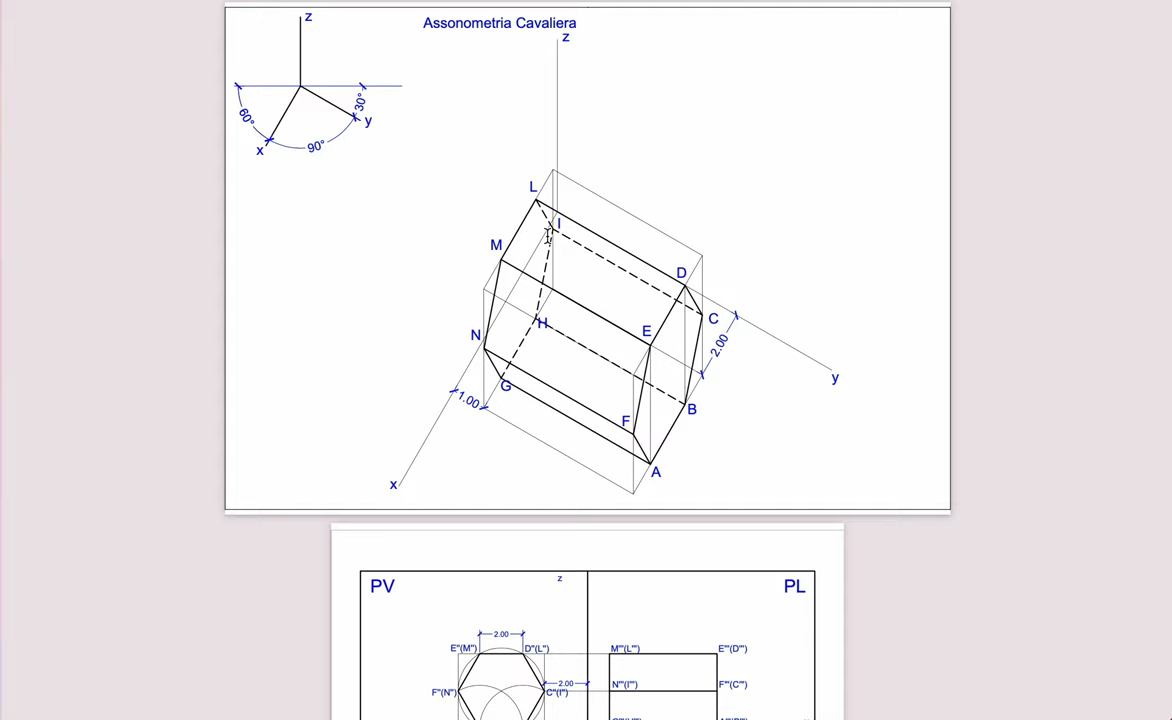 z
Assonometria Cavaliera
z
60°
30°
y
x
90°
L
I
M
D
C
H
E
N
2.00
y
G
1.00
B
F
A
x
PV
z
PL
2.00
E"(M")
D"(L")
M'''(L''')
E'''(D''')
2.00
F"(N")
C"(I")
N'''(I''')
F'''(C''')